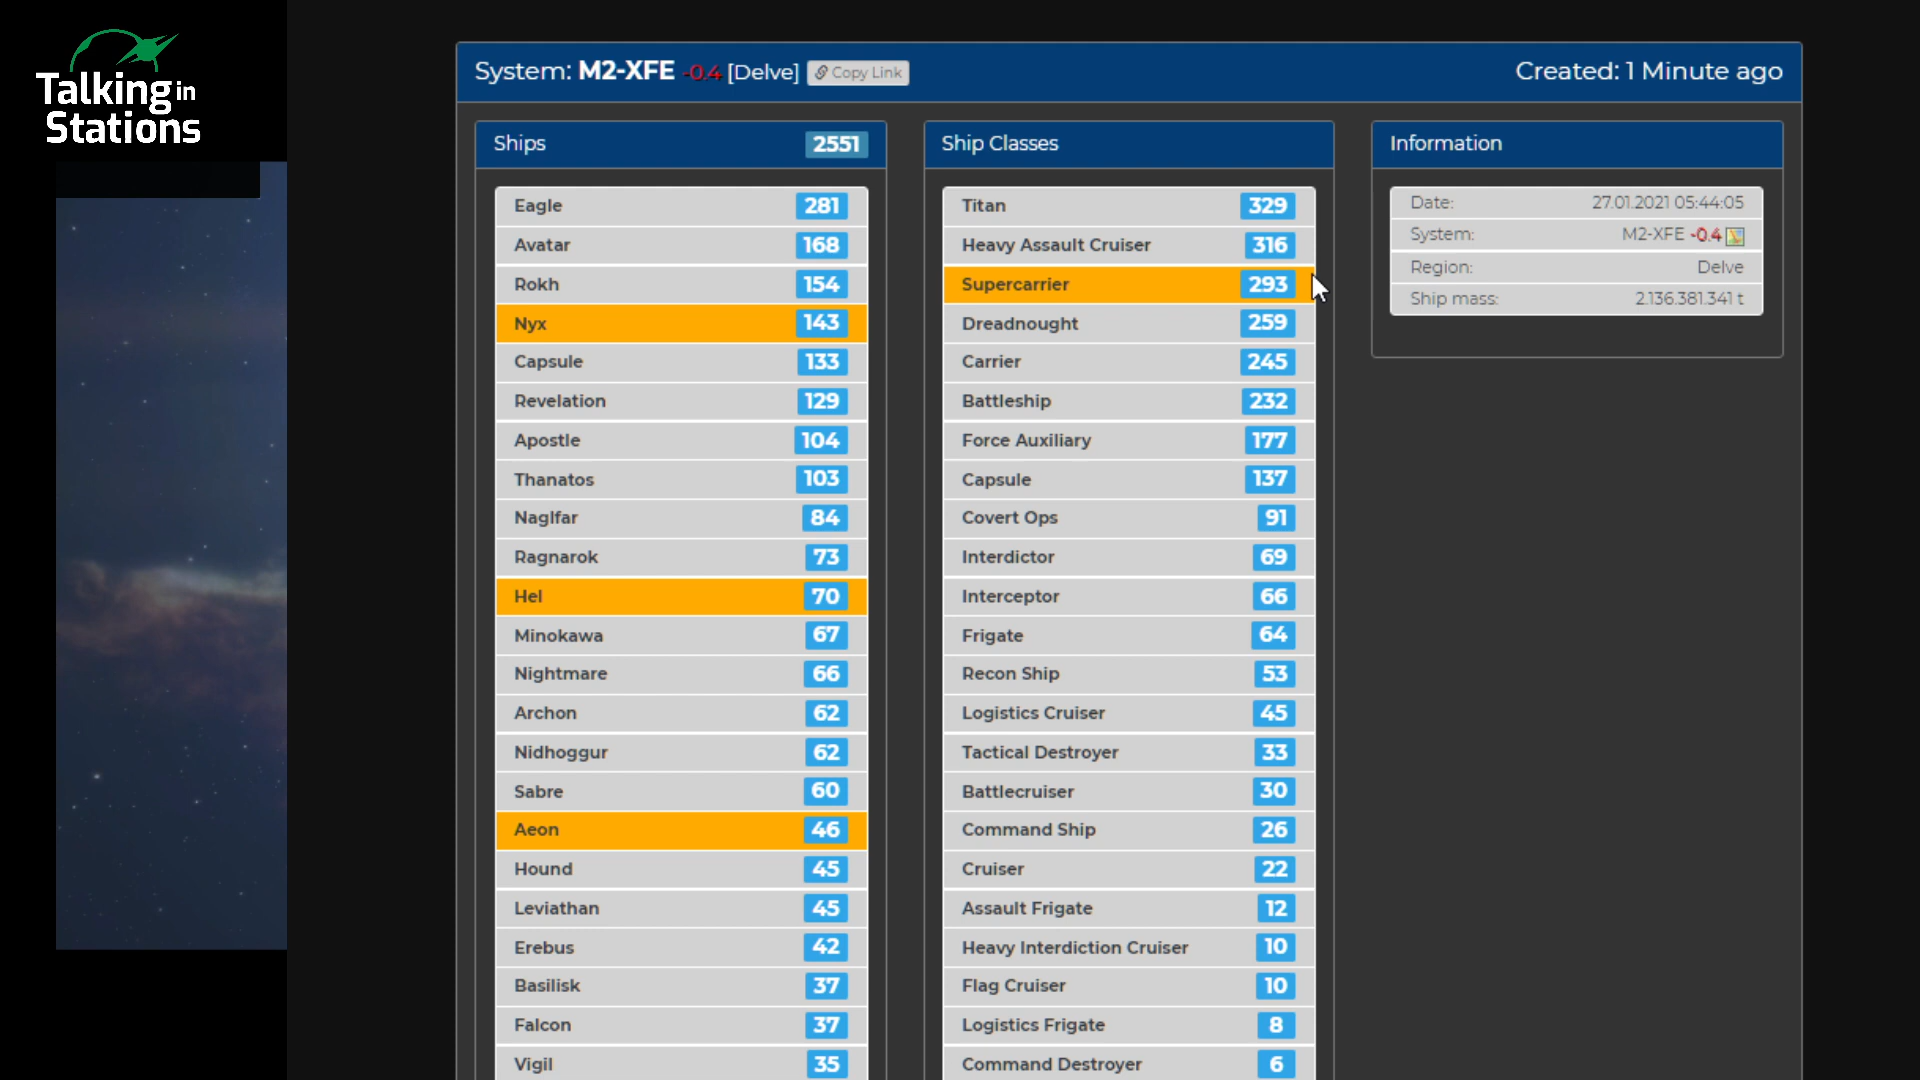 Talking in
Stations
System: M2-XFE -0.4 [Delve] Copy Link
Created: 1 Minute ago
Ships 2551
Eagle 281
Avatar 168
Rokh 154
Nyx 143
Capsule 133
Revelation 129
Apostle 104
Thanatos 103
Naglfar 84
Ragnarok 73
Hel 70
Minokawa 67
Nightmare 66
Archon 62
Nidhoggur 62
Sabre 60
Aeon 46
Hound 45
Leviathan 45
Erebus 42
Basilisk 37
Falcon 37
Vigil 35
Ship Classes
Titan 329
Heavy Assault Cruiser 316
Supercarrier 293
Dreadnought 259
Carrier 245
Battleship 232
Force Auxiliary 177
Capsule 137
Covert Ops 91
Interdictor 69
Interceptor 66
Frigate 64
Recon Ship 53
Logistics Cruiser 45
Tactical Destroyer 33
Battlecruiser 30
Command Ship 26
Cruiser 22
Assault Frigate 12
Heavy Interdiction Cruiser 10
Flag Cruiser 10
Logistics Frigate 8
Command Destroyer 6
Information
Date: 27.01.2021 05:44:05
System: M2-XFE -0.4
Region: Delve
Ship mass: 2.136.381.341 t